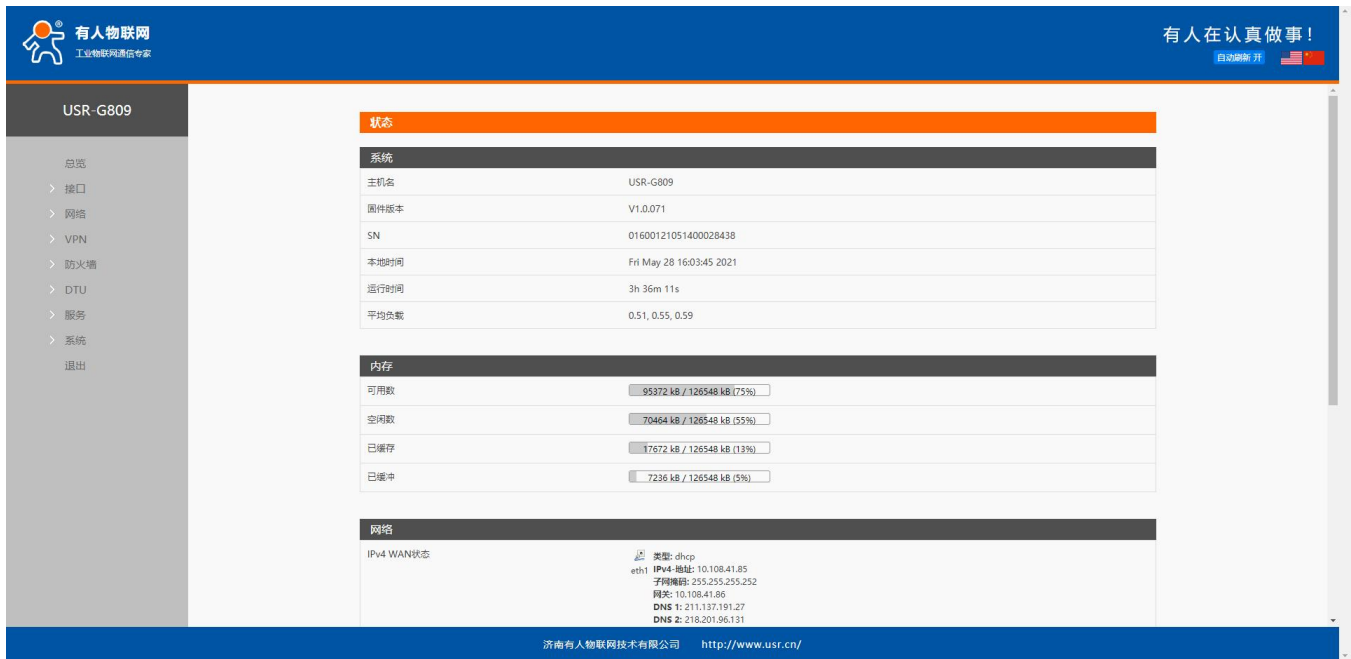 有人物联网
工业物联网通信专家
有人在认真做事!
自动刷新 开
USR-G809
总览
接口
网络
VPN
防火墙
DTU
服务
系统
退出
状态
系统
主机名 USR-G809
固件版本 V1.0.071
SN 01600121051400028438
本地时间 Fri May 28 16:03:45 2021
运行时间 3h 36m 11s
平均负载 0.51, 0.55, 0.59
内存
可用数 95372 kB / 126548 kB (75%)
空闲数 70464 kB / 126548 kB (55%)
已缓存 17672 kB / 126548 kB (13%)
已缓冲 7236 kB / 126548 kB (5%)
网络
IPv4 WAN状态
eth1
类型: dhcp
IPv4-地址: 10.108.41.85
子网掩码: 255.255.255.252
网关: 10.108.41.86
DNS 1: 211.137.191.27
DNS 2: 218.201.96.131
济南有人物联网技术有限公司 http://www.usr.cn/